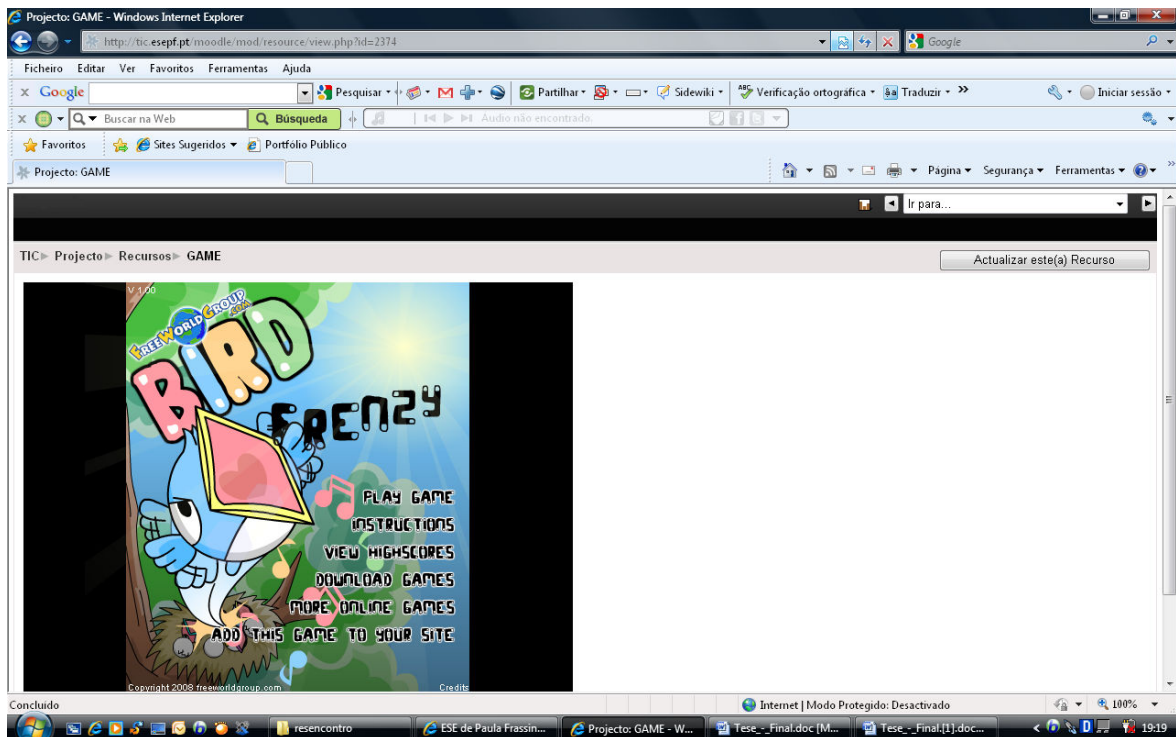 Projecto: GAME - Windows Internet Explorer
http://tic.esepf.pt/moodle/mod/resource/view.php?id=2374
Google
Ficheiro Editar Ver Favoritos Ferramentas Ajuda
x Google Pesquisar Partilhar Sidewiki Verificação ortográfica Traduzir Iniciar sessão
x Buscar na Web Búsqueda Audio não encontrado.
Favoritos Sites Sugeridos Portfólio Público
Projecto: GAME Página Segurança Ferramentas
Ir para...
TIC Projecto Recursos GAME Actualizar este(a) Recurso
V 1.00
FREEWORLDGROUP.COM
BIRD
FRENZY
PLAY GAME
INSTRUCTIONS
VIEW HIGHSCORES
DOWNLOAD GAMES
MORE ONLINE GAMES
ADD THIS GAME TO YOUR SITE
Copyright 2008 freeworldgroup.com Credits
Concluído Internet | Modo Protegido: Desactivado 100%
resencontro ESE de Paula Frassin... Projecto: GAME - W... Tese_-_Final.doc [M... Tese_-_Final.[1].doc... 19:19